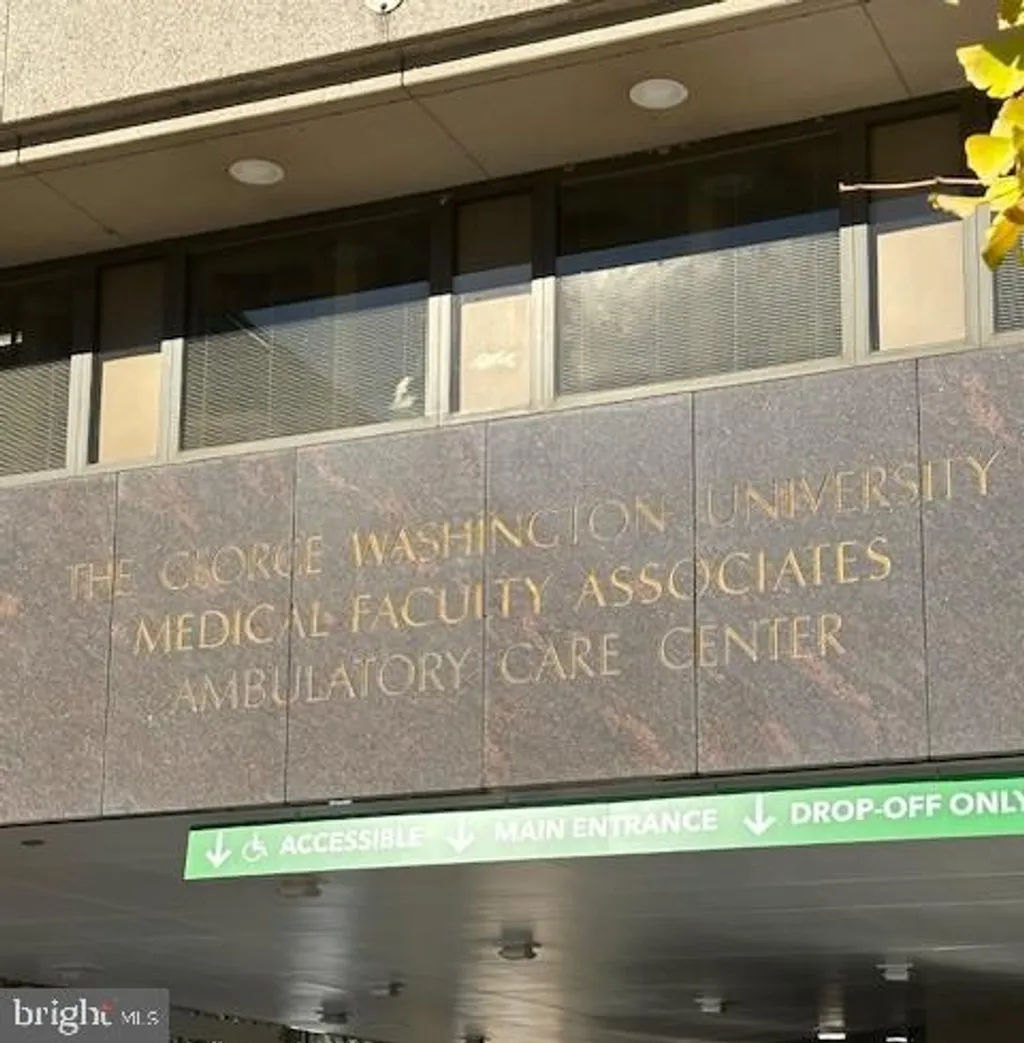 THE GEORGE WASHINGTON UNIVERSITY
MEDICAL FACULTY ASSOCIATES
AMBULATORY CARE CENTER
ACCESSIBLE MAIN ENTRANCE DROP-OFF ONLY
bright MLS